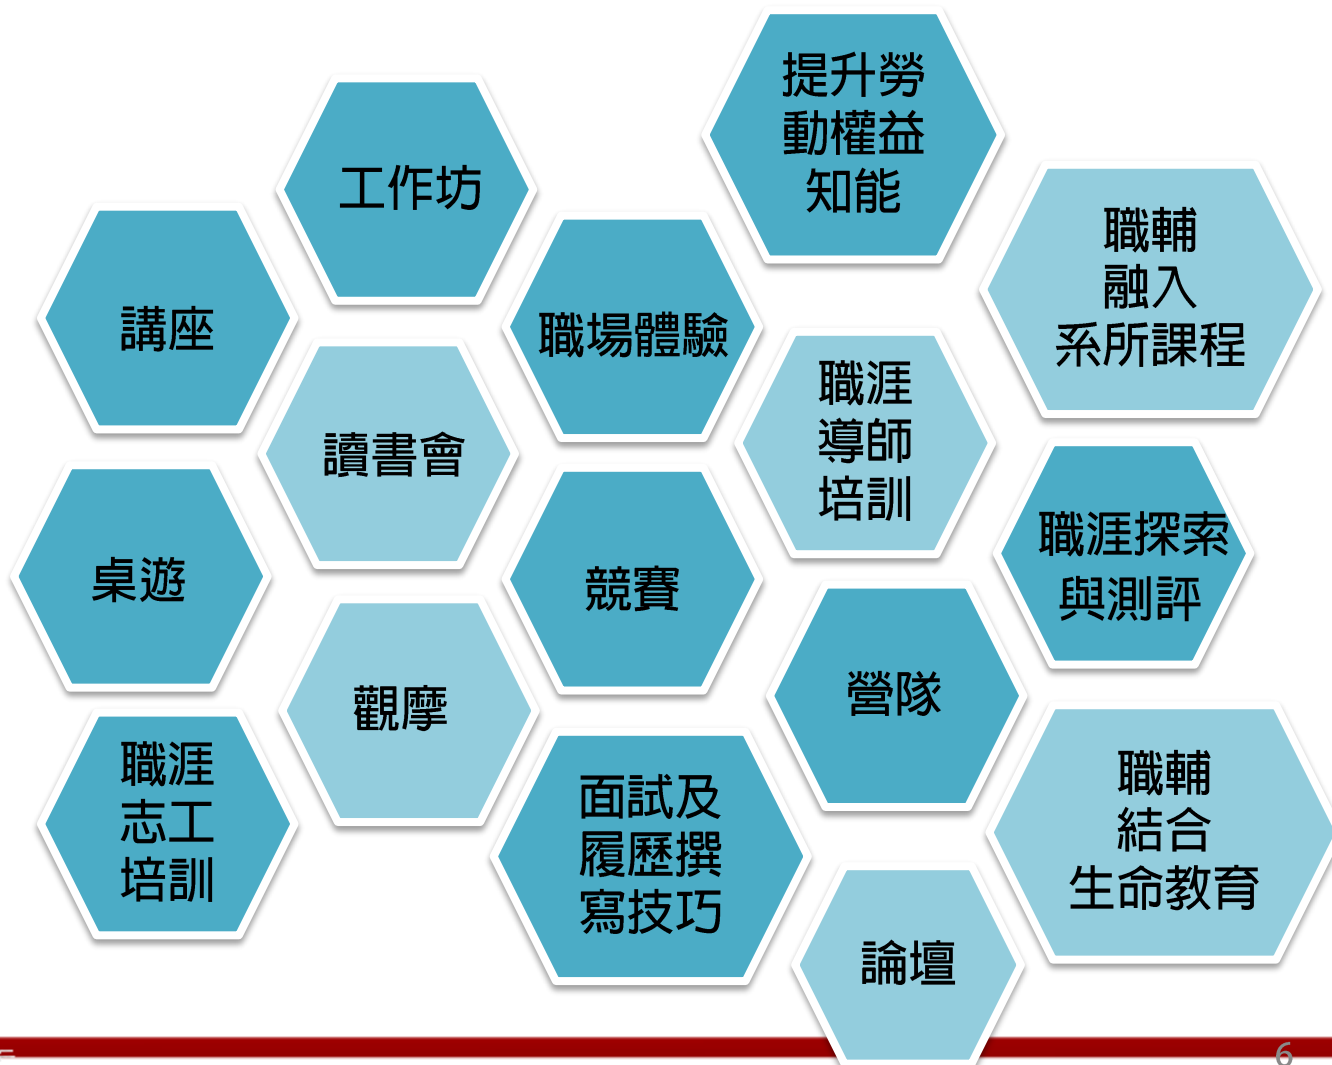 提升勞
動權益
知能
工作坊
職輔
融入
系所課程
講座
職場體驗
職涯
導師
培訓
讀書會
職涯探索
與測評
桌遊
競賽
營隊
觀摩
職涯
志工
培訓
面試及
履歷撰
寫技巧
職輔
結合
生命教育
論壇
6